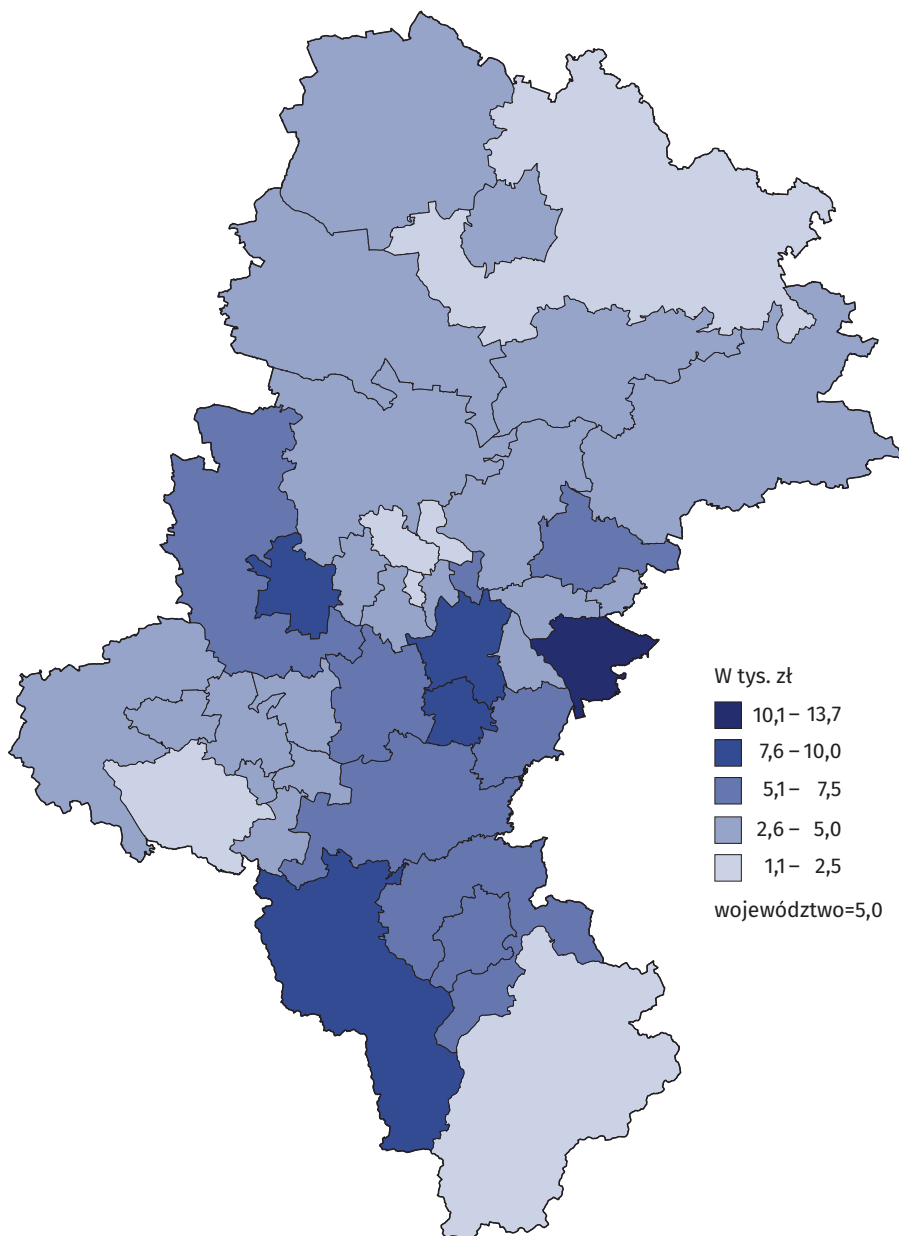 W tys. zł
10,1 – 13,7
7,6 – 10,0
5,1 – 7,5
2,6 – 5,0
1,1 – 2,5
województwo=5,0